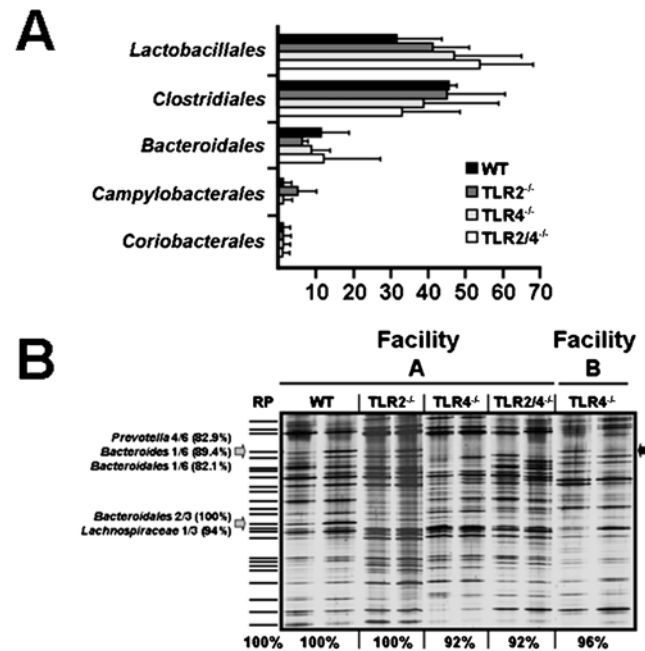 A
Lactobacillales
Clostridiales
Bacteroidales
Campylobacterales
Coriobacterales
WT
TLR2-/-
TLR4-/-
TLR2/4-/-
10 20 30 40 50 60 70
B
Facility A
Facility B
RP WT TLR2-/- TLR4-/- TLR2/4-/- TLR4-/-
Prevotella 4/6 (82.9%)
Bacteroides 1/6 (89.4%)
Bacteroidales 1/6 (82.1%)
Bacteroidales 2/3 (100%)
Lachnospiraceae 1/3 (94%)
100% 100% 100% 92% 92% 96%